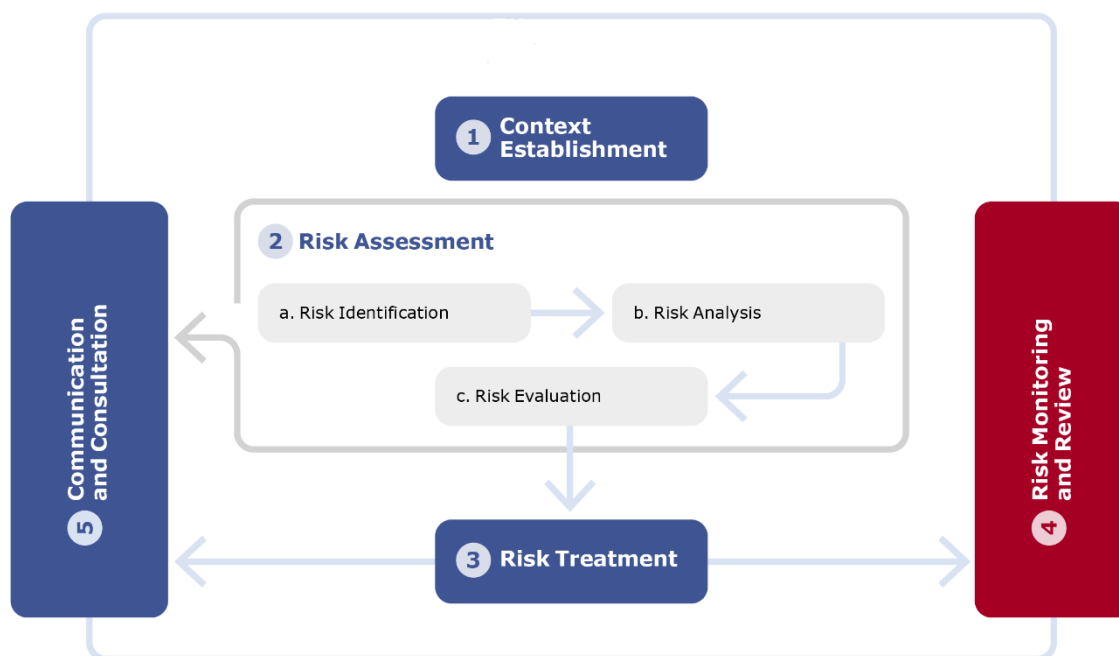 1 Context
Establishment
2 Risk Assessment
a. Risk Identification
b. Risk Analysis
c. Risk Evaluation
3 Risk Treatment
4 Risk Monitoring
and Review
5 Communication
and Consultation